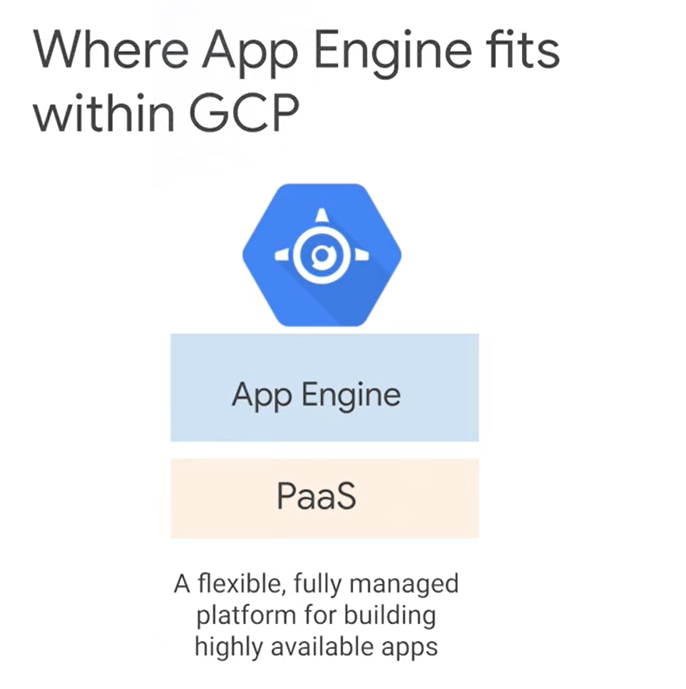 Where App Engine fits
within GCP
App Engine
PaaS
A flexible, fully managed
platform for building
highly available apps